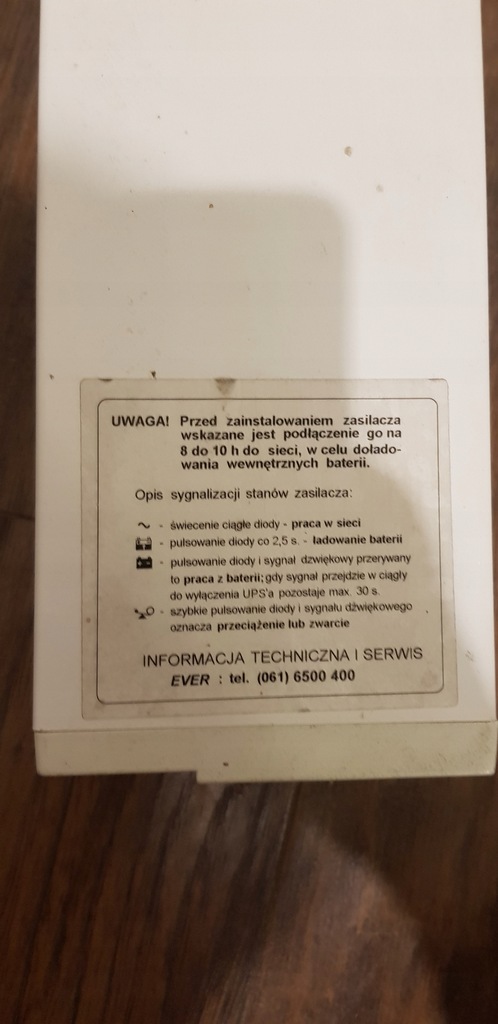 UWAGA! Przed zainstalowaniem zasilacza
wskazane jest podłączenie go na
8 do 10 h do sieci, w celu dołado-
wania wewnętrznych baterii.
Opis sygnalizacji stanów zasilacza:
~ - świecenie ciągłe diody - praca w sieci
- pulsowanie diody co 2,5 s. - ładowanie baterii
- pulsowanie diody i sygnał dzwiękowy przerywany
to praca z baterii; gdy sygnał przejdzie w ciągły
do wyłączenia UPS'a pozostaje max. 30 s.
- szybkie pulsowanie diody i sygnału dźwiękowego
oznacza przeciążenie lub zwarcie
INFORMACJA TECHNICZNA I SERWIS
EVER : tel. (061) 6500 400